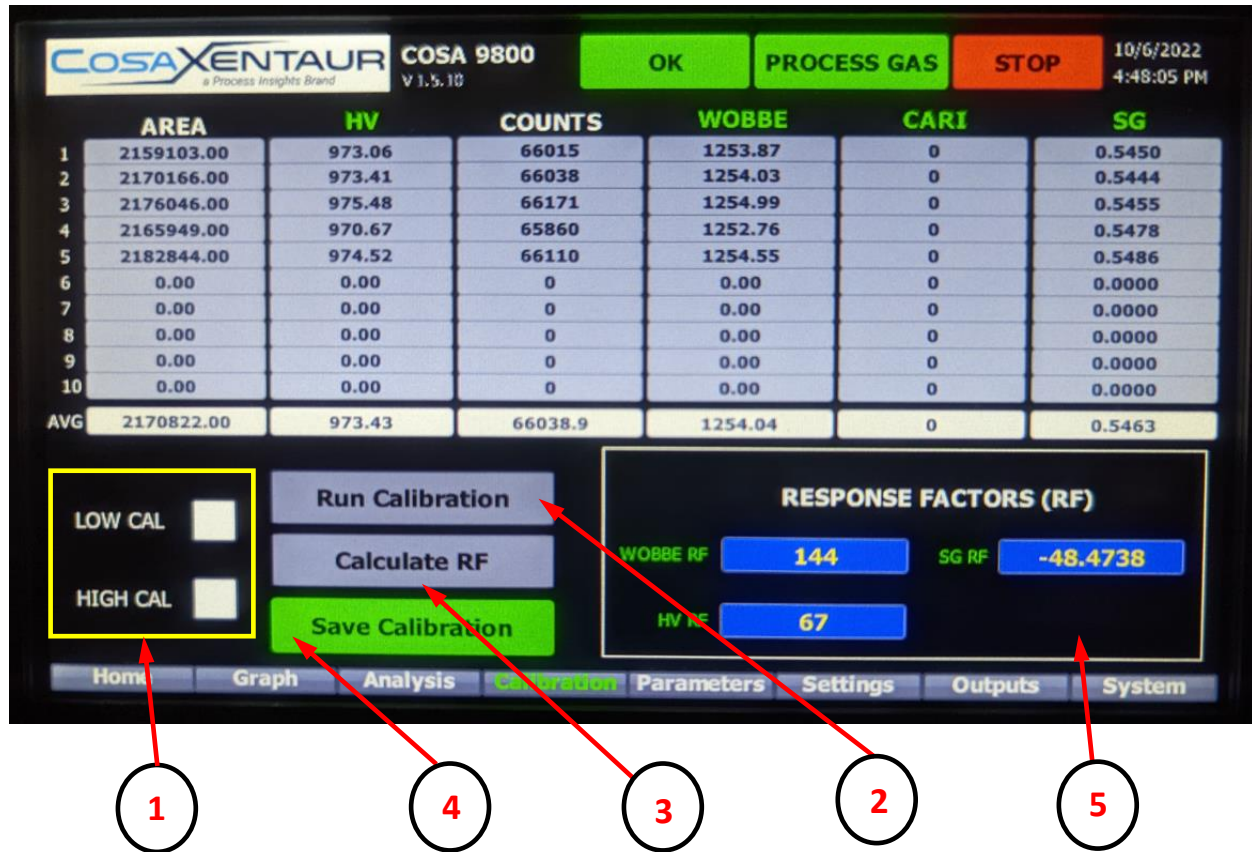 COSAXENTAUR
a Process Insights Brand
COSA 9800
V 1.5.10
OK
PROCESS GAS
STOP
10/6/2022
4:48:05 PM
AREA HV COUNTS WOBBE CARI SG
1 2159103.00 973.06 66015 1253.87 0 0.5450
2 2170166.00 973.41 66038 1254.03 0 0.5444
3 2176046.00 975.48 66171 1254.99 0 0.5455
4 2165949.00 970.67 65860 1252.76 0 0.5478
5 2182844.00 974.52 66110 1254.55 0 0.5486
6 0.00 0.00 0 0.00 0 0.0000
7 0.00 0.00 0 0.00 0 0.0000
8 0.00 0.00 0 0.00 0 0.0000
9 0.00 0.00 0 0.00 0 0.0000
10 0.00 0.00 0 0.00 0 0.0000
AVG 2170822.00 973.43 66038.9 1254.04 0 0.5463
LOW CAL
HIGH CAL
Run Calibration
Calculate RF
Save Calibration
RESPONSE FACTORS (RF)
WOBBE RF 144 SG RF -48.4738
HV RF 67
Home Graph Analysis Calibration Parameters Settings Outputs System
1 4 3 2 5